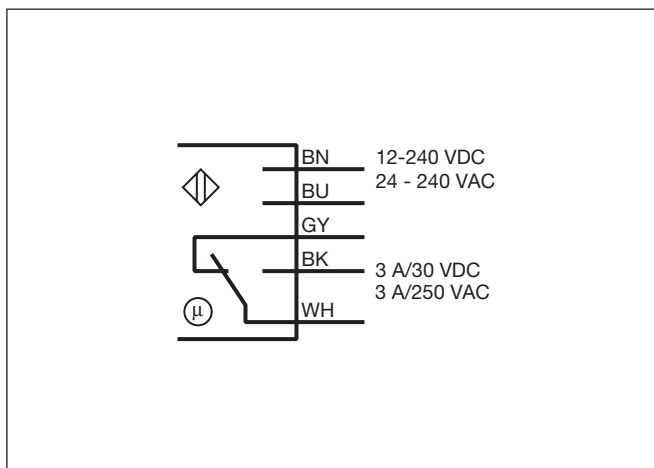 BN 12-240 VDC
24 - 240 VAC
BU
GY
BK 3 A/30 VDC
3 A/250 VAC
WH
µ